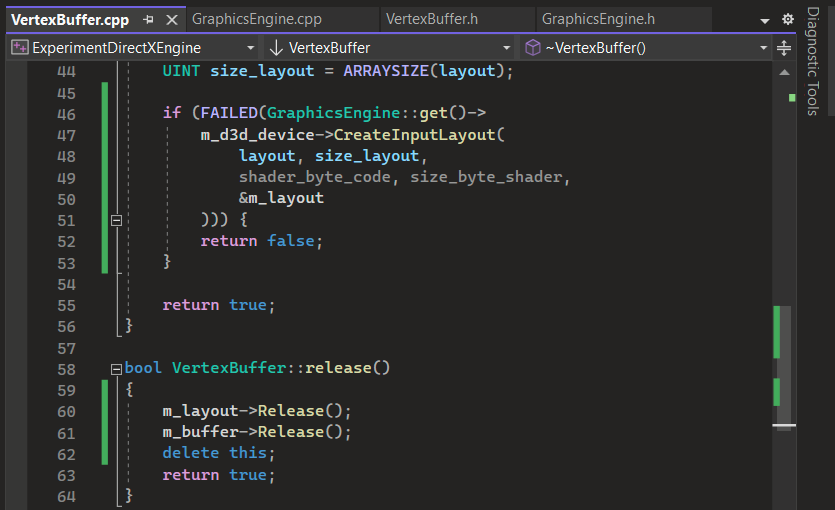 VertexBuffer.cpp GraphicsEngine.cpp VertexBuffer.h GraphicsEngine.h
ExperimentDirectXEngine VertexBuffer ~VertexBuffer()
44 UINT size_layout = ARRAYSIZE(layout);
45
46 if (FAILED(GraphicsEngine::get()->
47 m_d3d_device->CreateInputLayout(
48 layout, size_layout,
49 shader_byte_code, size_byte_shader,
50 &m_layout
51 ))) {
52 return false;
53 }
54
55 return true;
56 }
57
58 bool VertexBuffer::release()
59 {
60 m_layout->Release();
61 m_buffer->Release();
62 delete this;
63 return true;
64 }
Diagnostic Tools